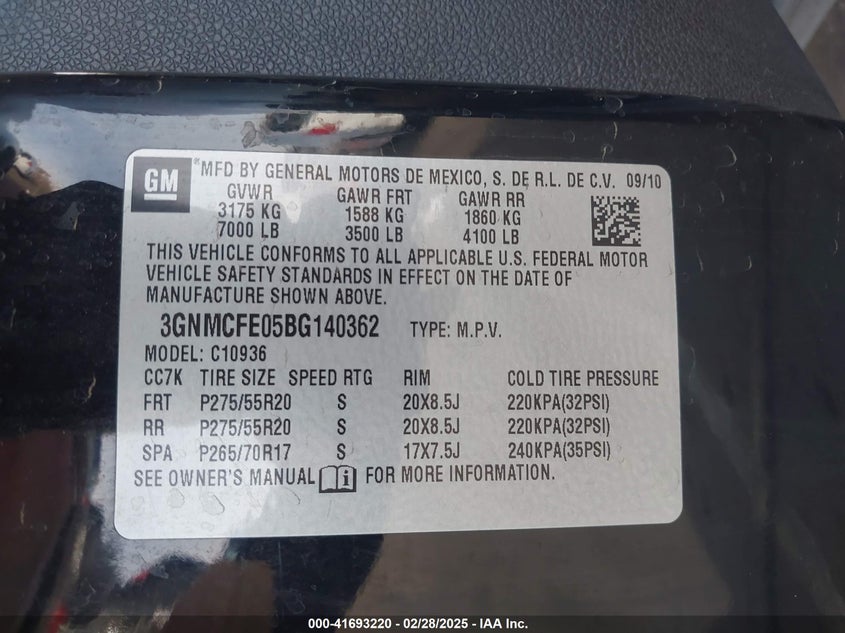 GM
*MFD BY GENERAL MOTORS DE MEXICO, S. DE R.L. DE C.V. 09/10
GVWR GAWR FRT GAWR RR
3175 KG 1588 KG 1860 KG
7000 LB 3500 LB 4100 LB
THIS VEHICLE CONFORMS TO ALL APPLICABLE U.S. FEDERAL MOTOR
VEHICLE SAFETY STANDARDS IN EFFECT ON THE DATE OF
MANUFACTURE SHOWN ABOVE.
3GNMCFE05BG140362 TYPE: M.P.V.
MODEL: C10936
CC7K TIRE SIZE SPEED RTG RIM COLD TIRE PRESSURE
FRT P275/55R20 S 20X8.5J 220KPA(32PSI)
RR P275/55R20 S 20X8.5J 220KPA(32PSI)
SPA P265/70R17 S 17X7.5J 240KPA(35PSI)
SEE OWNER'S MANUAL i FOR MORE INFORMATION.
000-41693220 - 02/28/2025 - IAA Inc.